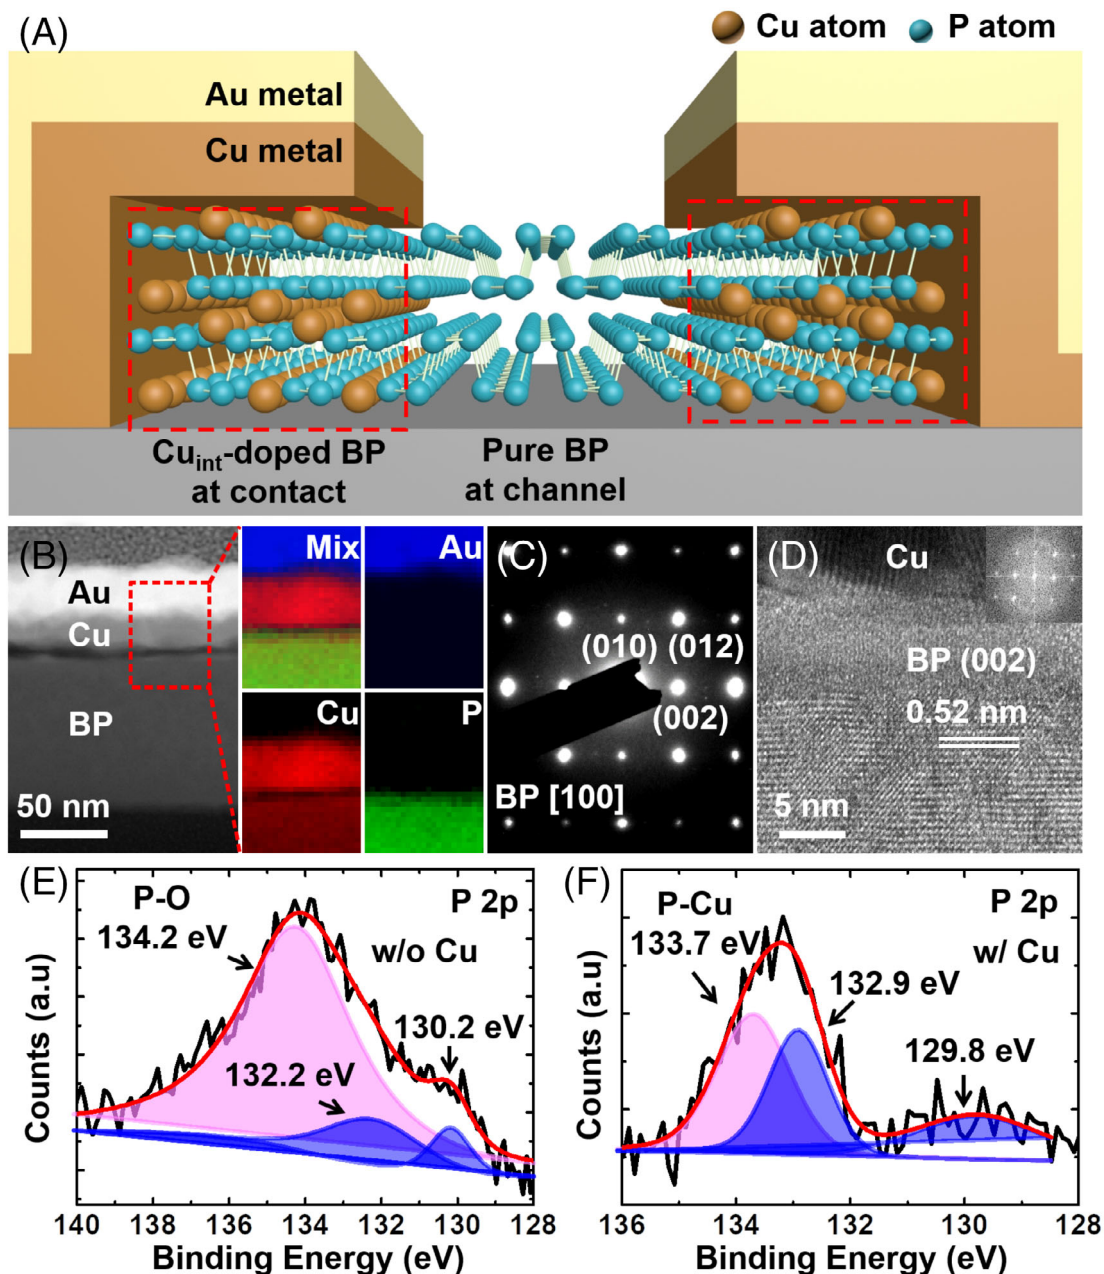 (A)
Cu atom P atom
Au metal
Cu metal
Cuint-doped BP
at contact
Pure BP
at channel
(B)
Au
Cu
BP
50 nm
Mix
Au
Cu
P
(C)
(010) (012)
(002)
BP [100]
(D)
Cu
BP (002)
0.52 nm
5 nm
(E)
P-O
134.2 eV
P 2p
w/o Cu
130.2 eV
132.2 eV
Counts (a.u)
140 138 136 134 132 130 128
Binding Energy (eV)
(F)
P-Cu
133.7 eV
P 2p
w/ Cu
132.9 eV
129.8 eV
Counts (a.u)
136 134 132 130 128
Binding Energy (eV)